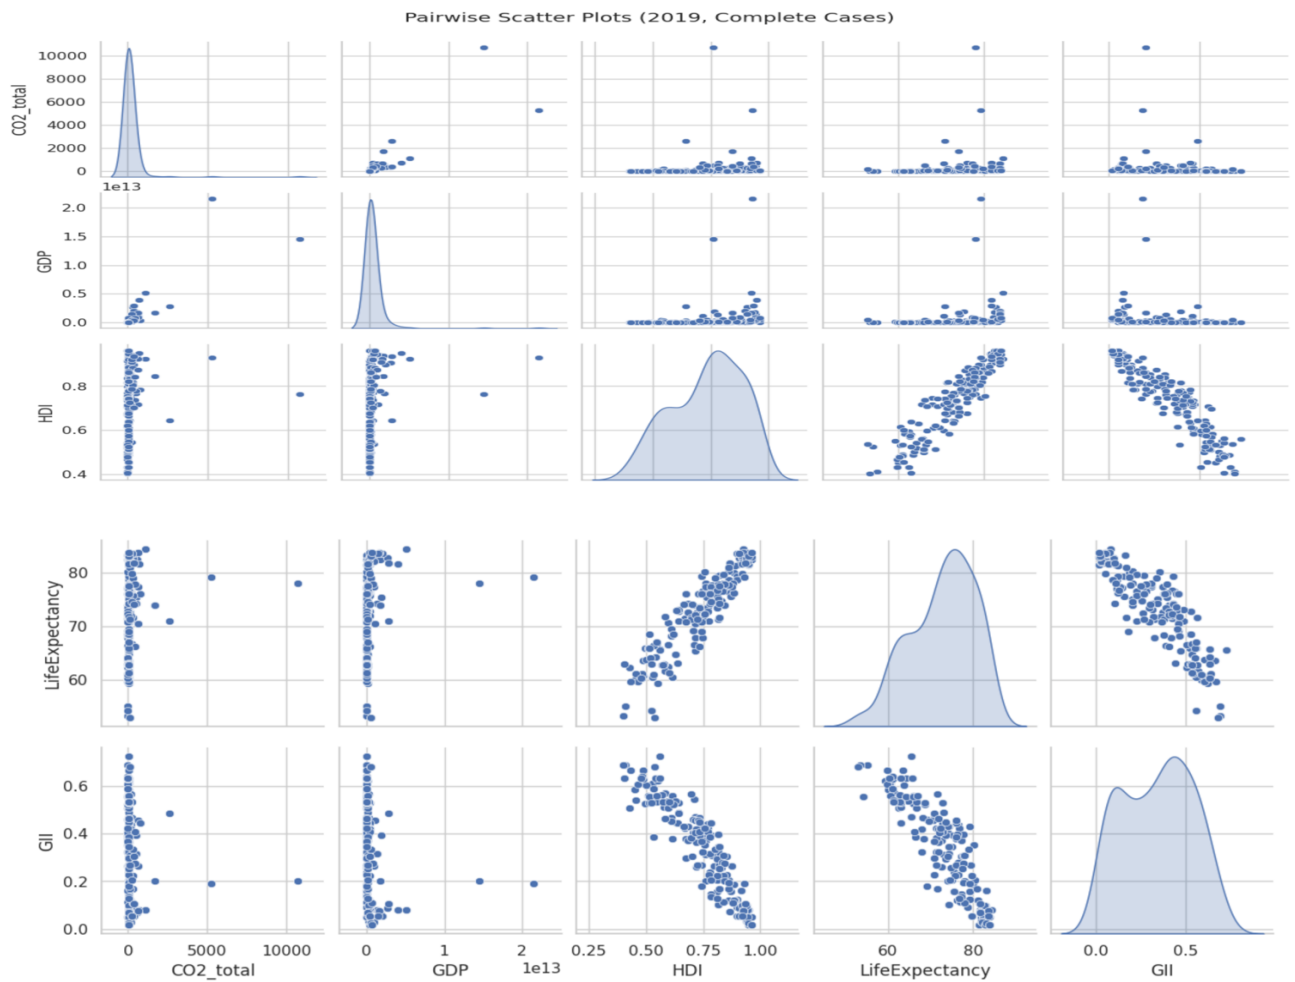 Pairwise Scatter Plots (2019, Complete Cases)
10000
8000
6000
4000
2000
0
CO2_total
1e13
2.0
1.5
1.0
0.5
0.0
GDP
0.8
0.6
0.4
HDI
80
70
60
LifeExpectancy
0.6
0.4
0.2
0.0
GII
0 5000 10000 0 1 2 0.25 0.50 0.75 1.00 60 80 0.0 0.5
1e13
CO2_total GDP HDI LifeExpectancy GII